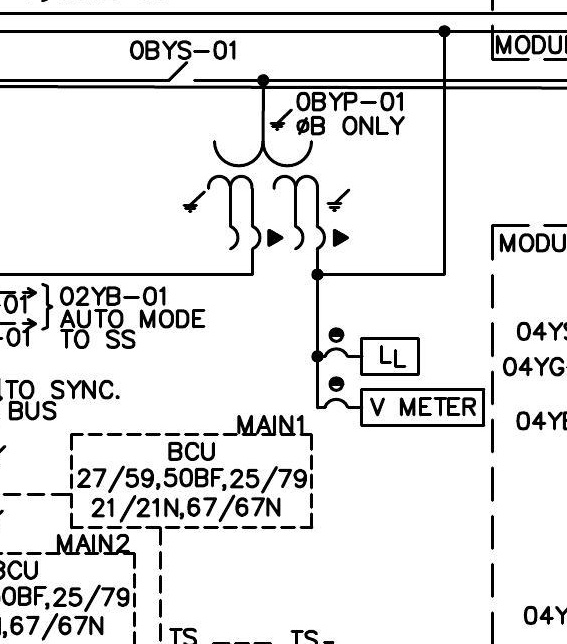 0BYS-01
MODUL
0BYP-01
øB ONLY
MODU
-01
02YB-01
AUTO MODE
-01
TO SS
04YS
LL
04YG
TO SYNC.
BUS
V METER
04YB
MAIN1
BCU
27/59,50BF,25/79
21/21N,67/67N
MAIN2
BCU
50BF,25/79
,67/67N
04Y
TS
TS-